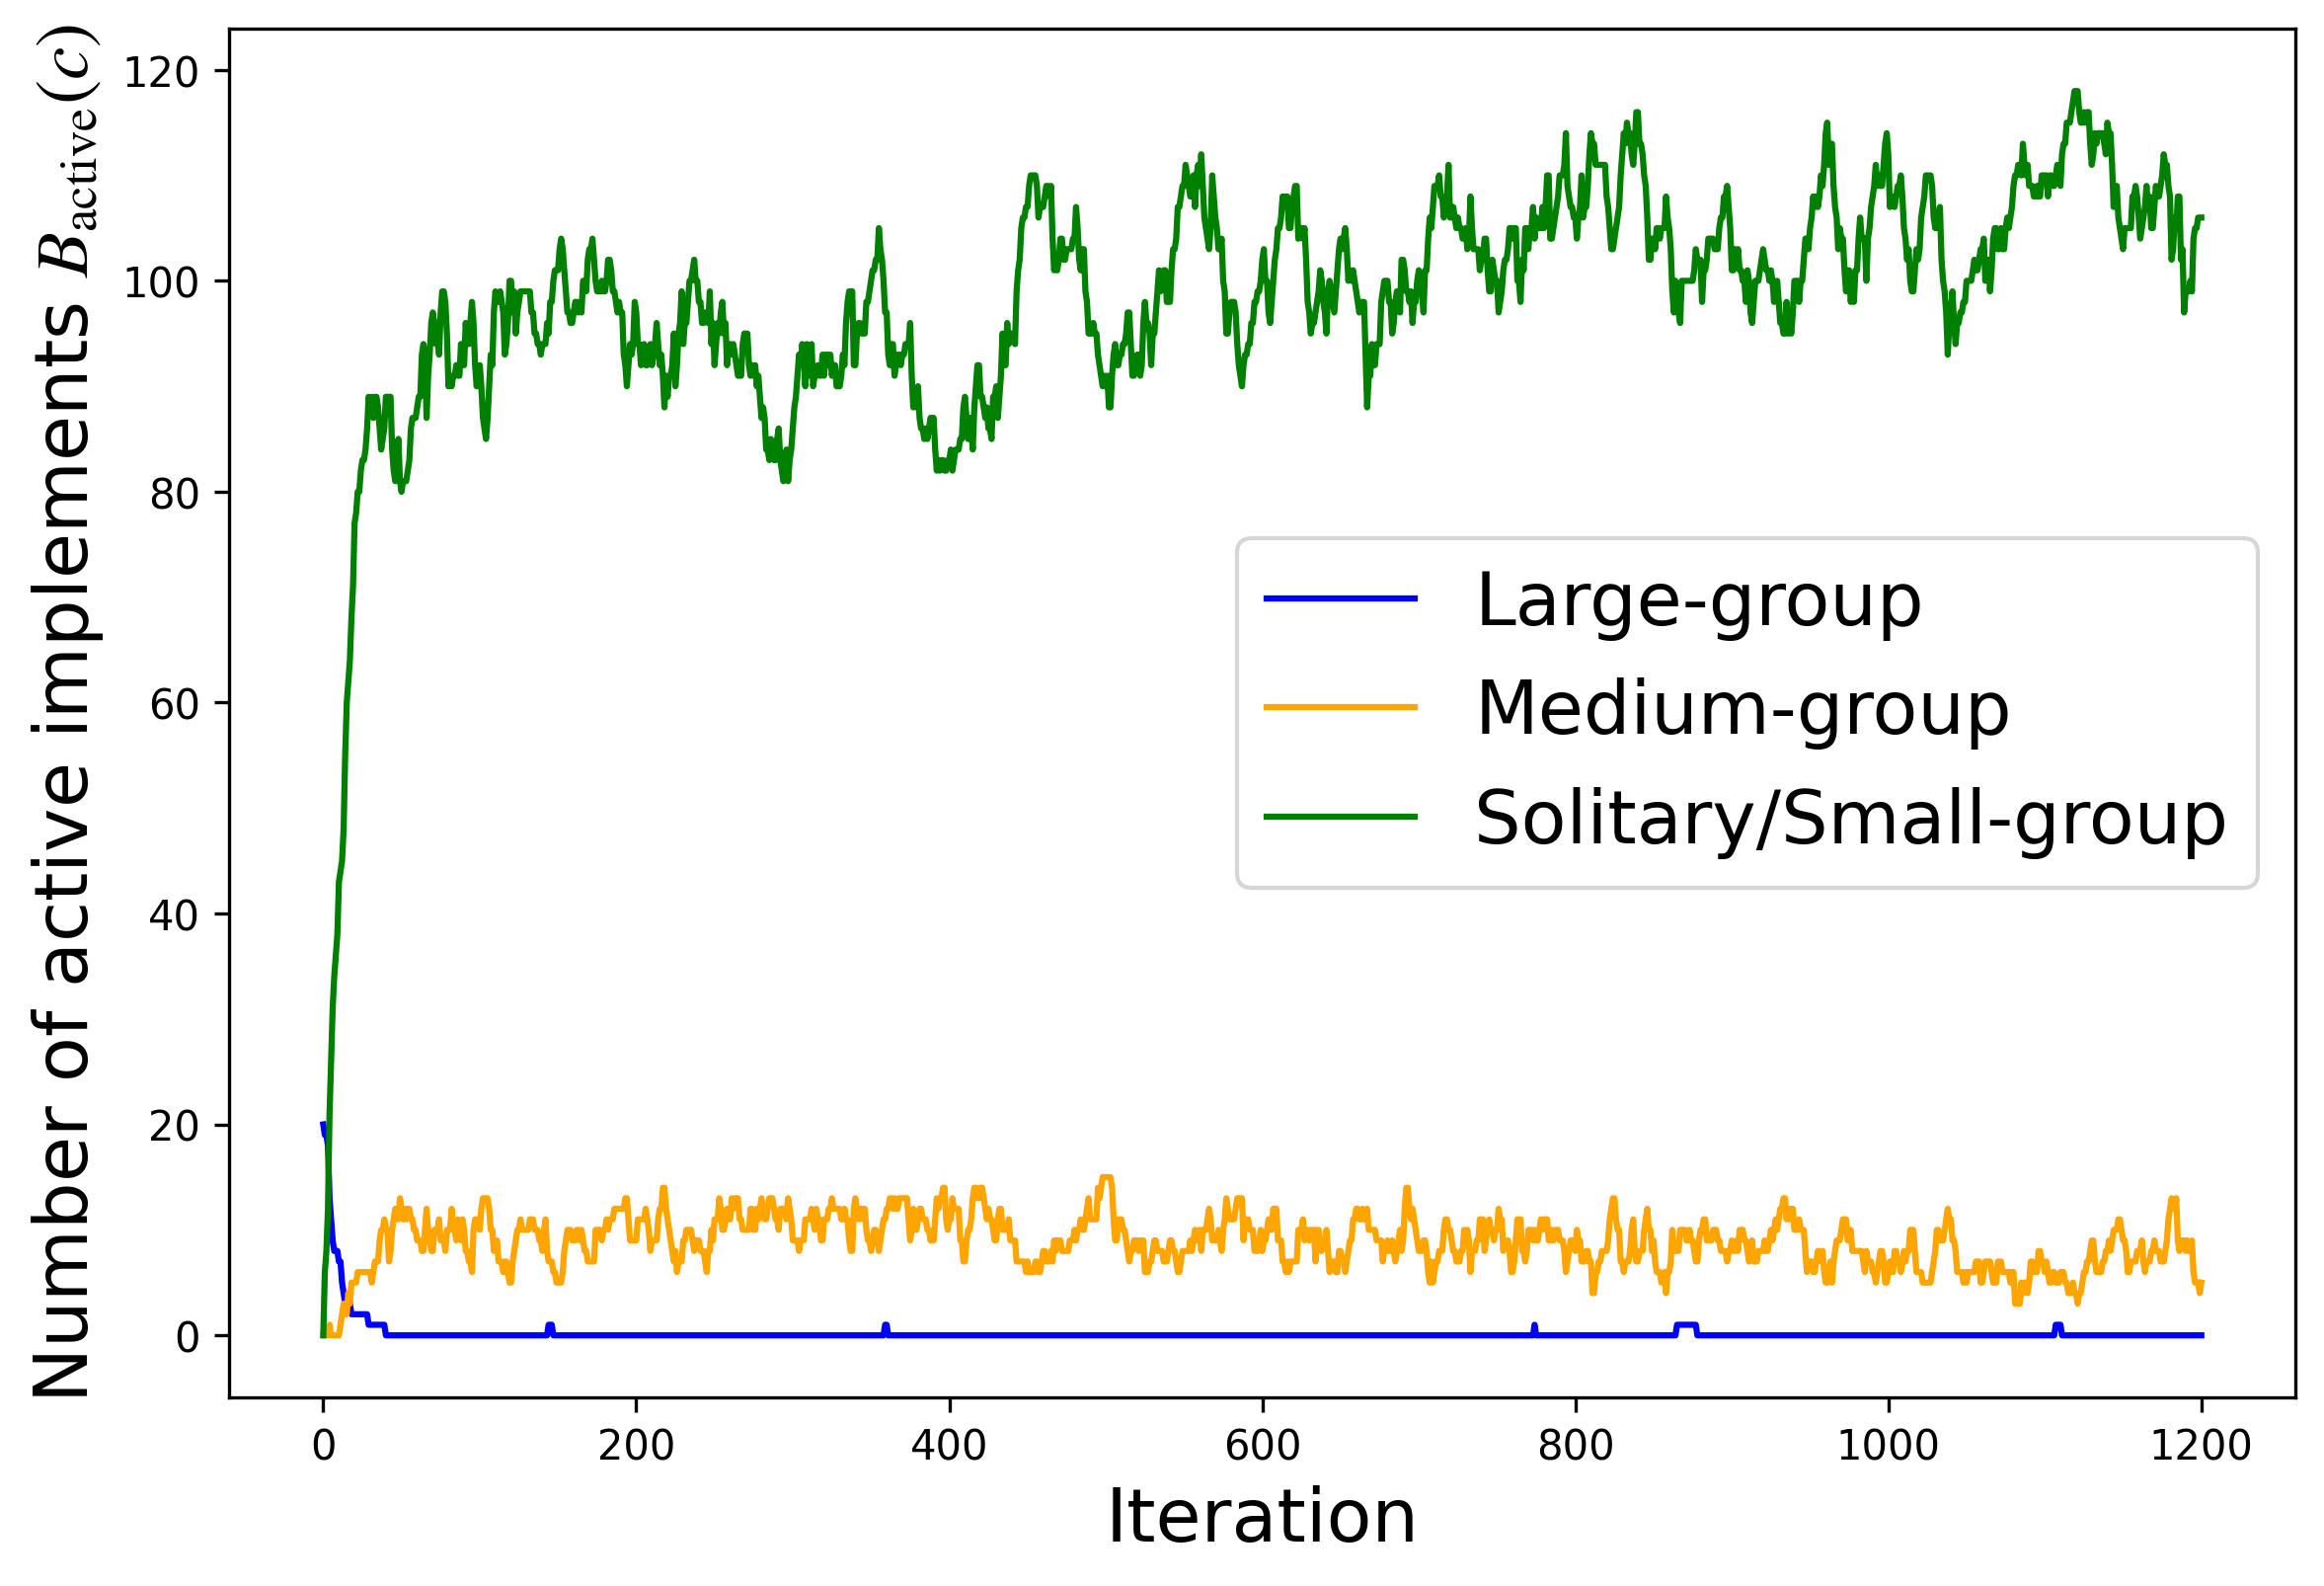 Number of active implements B_active(c)
120
100
80
60
40
20
0
Large-group
Medium-group
Solitary/Small-group
0 200 400 600 800 1000 1200
Iteration